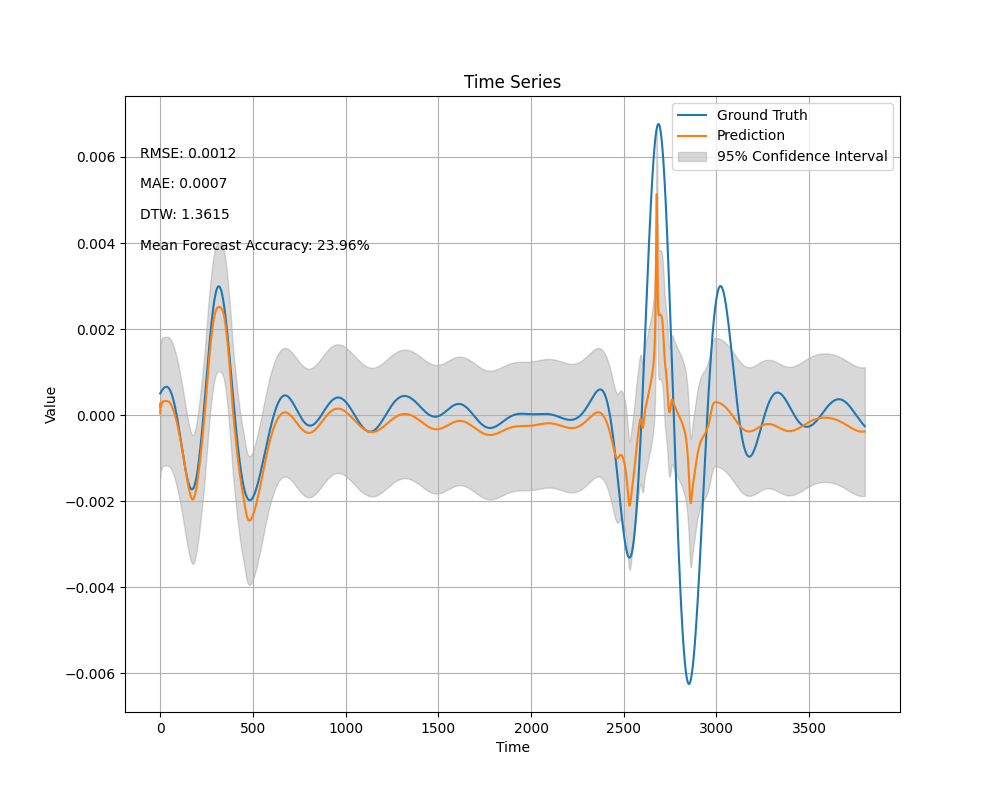 Time Series
Ground Truth
Prediction
95% Confidence Interval
RMSE: 0.0012
MAE: 0.0007
DTW: 1.3615
Mean Forecast Accuracy: 23.96%
Value
0.006
0.004
0.002
0.000
−0.002
−0.004
−0.006
0 500 1000 1500 2000 2500 3000 3500
Time